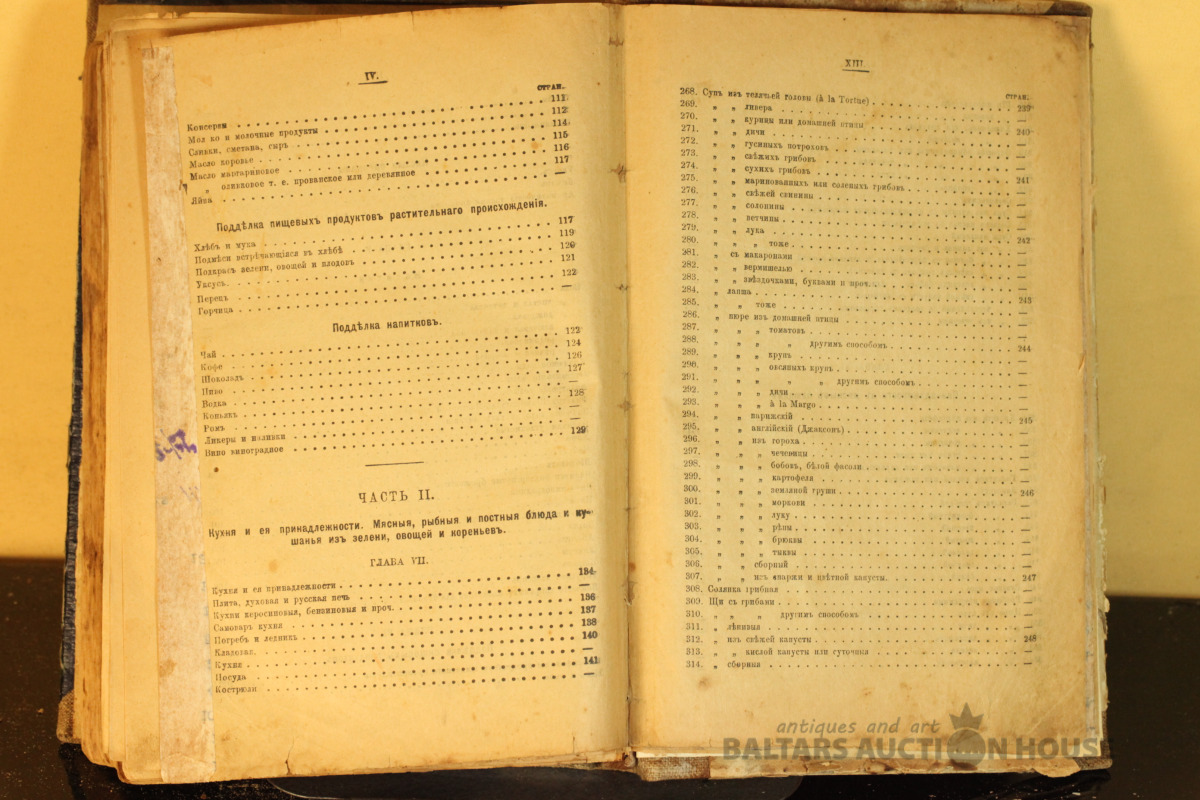 IV.
СТРАН.
Консервы . . . 111
Мол ко и молочные продукты . . . 112
Сливки, сметана, сыръ . . . 114
Масло коровье . . . 115
Масло маргариновое . . . 116
„ оливковое т. е. прованское или деревянное . . . 117
Яйца . . . —
Поддѣлка пищевыхъ продуктовъ растительнаго происхожденія.
Хлѣбъ и мука . . . 117
Подмѣси встрѣчающіяся въ хлѣбѣ . . . 119
Подкрась зелени, овощей и плодовъ . . . 120
Уксусъ . . . 121
Перецъ . . . 122
Горчица . . . —
Поддѣлка напитковъ.
Чай . . . 122
Кофе . . . 124
Шоколадъ . . . 126
Пиво . . . 127
Водка . . . —
Коньякъ . . . 128
Ромъ . . . —
Ликеры и наливки . . . —
Вино виноградное . . . 129
ЧАСТЬ II.
Кухня и ея принадлежности. Мясныя, рыбныя и постныя блюда и ку-
шанья изъ зелени, овощей и кореньевъ.
ГЛАВА VII.
Кухня и ея принадлежности . . . 134
Плита, духовая и русская печь . . . —
Кухни керосиновыя, бензиновыя и проч. . . . 136
Самоваръ кухня . . . 137
Погребъ и ледникъ . . . 138
Кладовая . . . 140
Кухня . . . —
Посуда . . . 141
Кострюли . . . —
XIII
СТРАН.
268. Супъ изъ телячьей головы (à la Tortue) . . . 239
269. „ „ ливера . . . —
270. „ „ курицы или домашней птицы . . . —
271. „ „ дичи . . . 240
272. „ „ гусиныхъ потроховъ . . . —
273. „ „ свѣжихъ грибовъ . . . —
274. „ „ сухихъ грибовъ . . . —
275. „ „ маринованныхъ или соленыхъ грибовъ . . . 241
276. „ „ свѣжей свинины . . . —
277. „ „ солонины . . . —
278. „ „ ветчины . . . —
279. „ „ лука . . . —
280. „ „ „ тоже . . . 242
281. „ съ макаронами . . . —
282. „ „ вермишелью . . . —
283. „ „ звѣздочками, буквами и проч. . . . —
284. „ лапша . . . —
285. „ „ тоже . . . 243
286. „ пюре изъ домашней птицы . . . —
287. „ „ „ томатовъ . . . —
288. „ „ „ „ другимъ способомъ . . . —
289. „ „ „ крупъ . . . 244
290. „ „ „ овсяныхъ крупъ . . . —
291. „ „ „ „ „ другимъ способомъ . . . —
292. „ „ „ дичи . . . —
293. „ „ „ à la Margo . . . —
294. „ „ парижскій . . . —
295. „ „ англійскій (Джаксонъ) . . . 245
296. „ „ изъ гороха . . . —
297. „ „ „ чечевицы . . . —
298. „ „ „ бобовъ, бѣлой фасоли . . . —
299. „ „ „ картофеля . . . —
300. „ „ „ земляной груши . . . 246
301. „ „ „ моркови . . . —
302. „ „ „ луку . . . —
303. „ „ „ рѣпы . . . —
304. „ „ „ брюквы . . . —
305. „ „ „ тыквы . . . —
306. „ „ сборный . . . —
307. „ „ изъ спаржи и цвѣтной капусты . . . 247
308. Солянка грибная . . . —
309. Щи съ грибами . . . —
310. „ „ „ другимъ способомъ . . . —
311. „ лѣнивыя . . . —
312. „ изъ свѣжей капусты . . . 248
313. „ „ кислой капусты или суточныя . . . —
314. „ сборныя . . . —
antiques and art
BALTARS AUCTION HOUSE